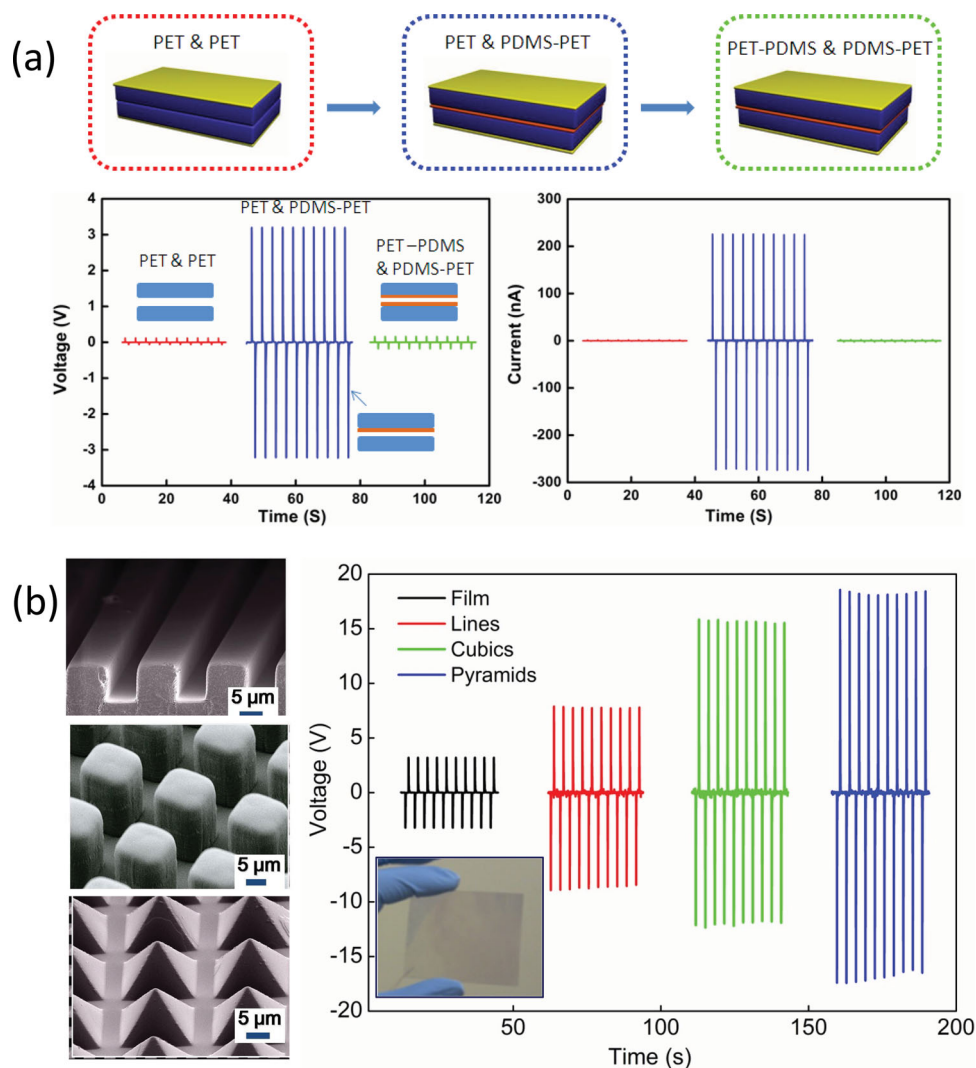 (a)
PET & PET
PET & PDMS-PET
PET-PDMS & PDMS-PET
4
3
2
1
0
-1
-2
-3
-4
Voltage (V)
PET & PET
PET & PDMS-PET
PET –PDMS
& PDMS-PET
0
20
40
60
80
100
120
Time (S)
300
200
100
0
-100
-200
-300
Current (nA)
0
20
40
60
80
100
120
Time (S)
(b)
5 µm
5 µm
5 µm
20
15
10
5
0
-5
-10
-15
-20
Voltage (V)
Film
Lines
Cubics
Pyramids
50
100
150
200
Time (s)